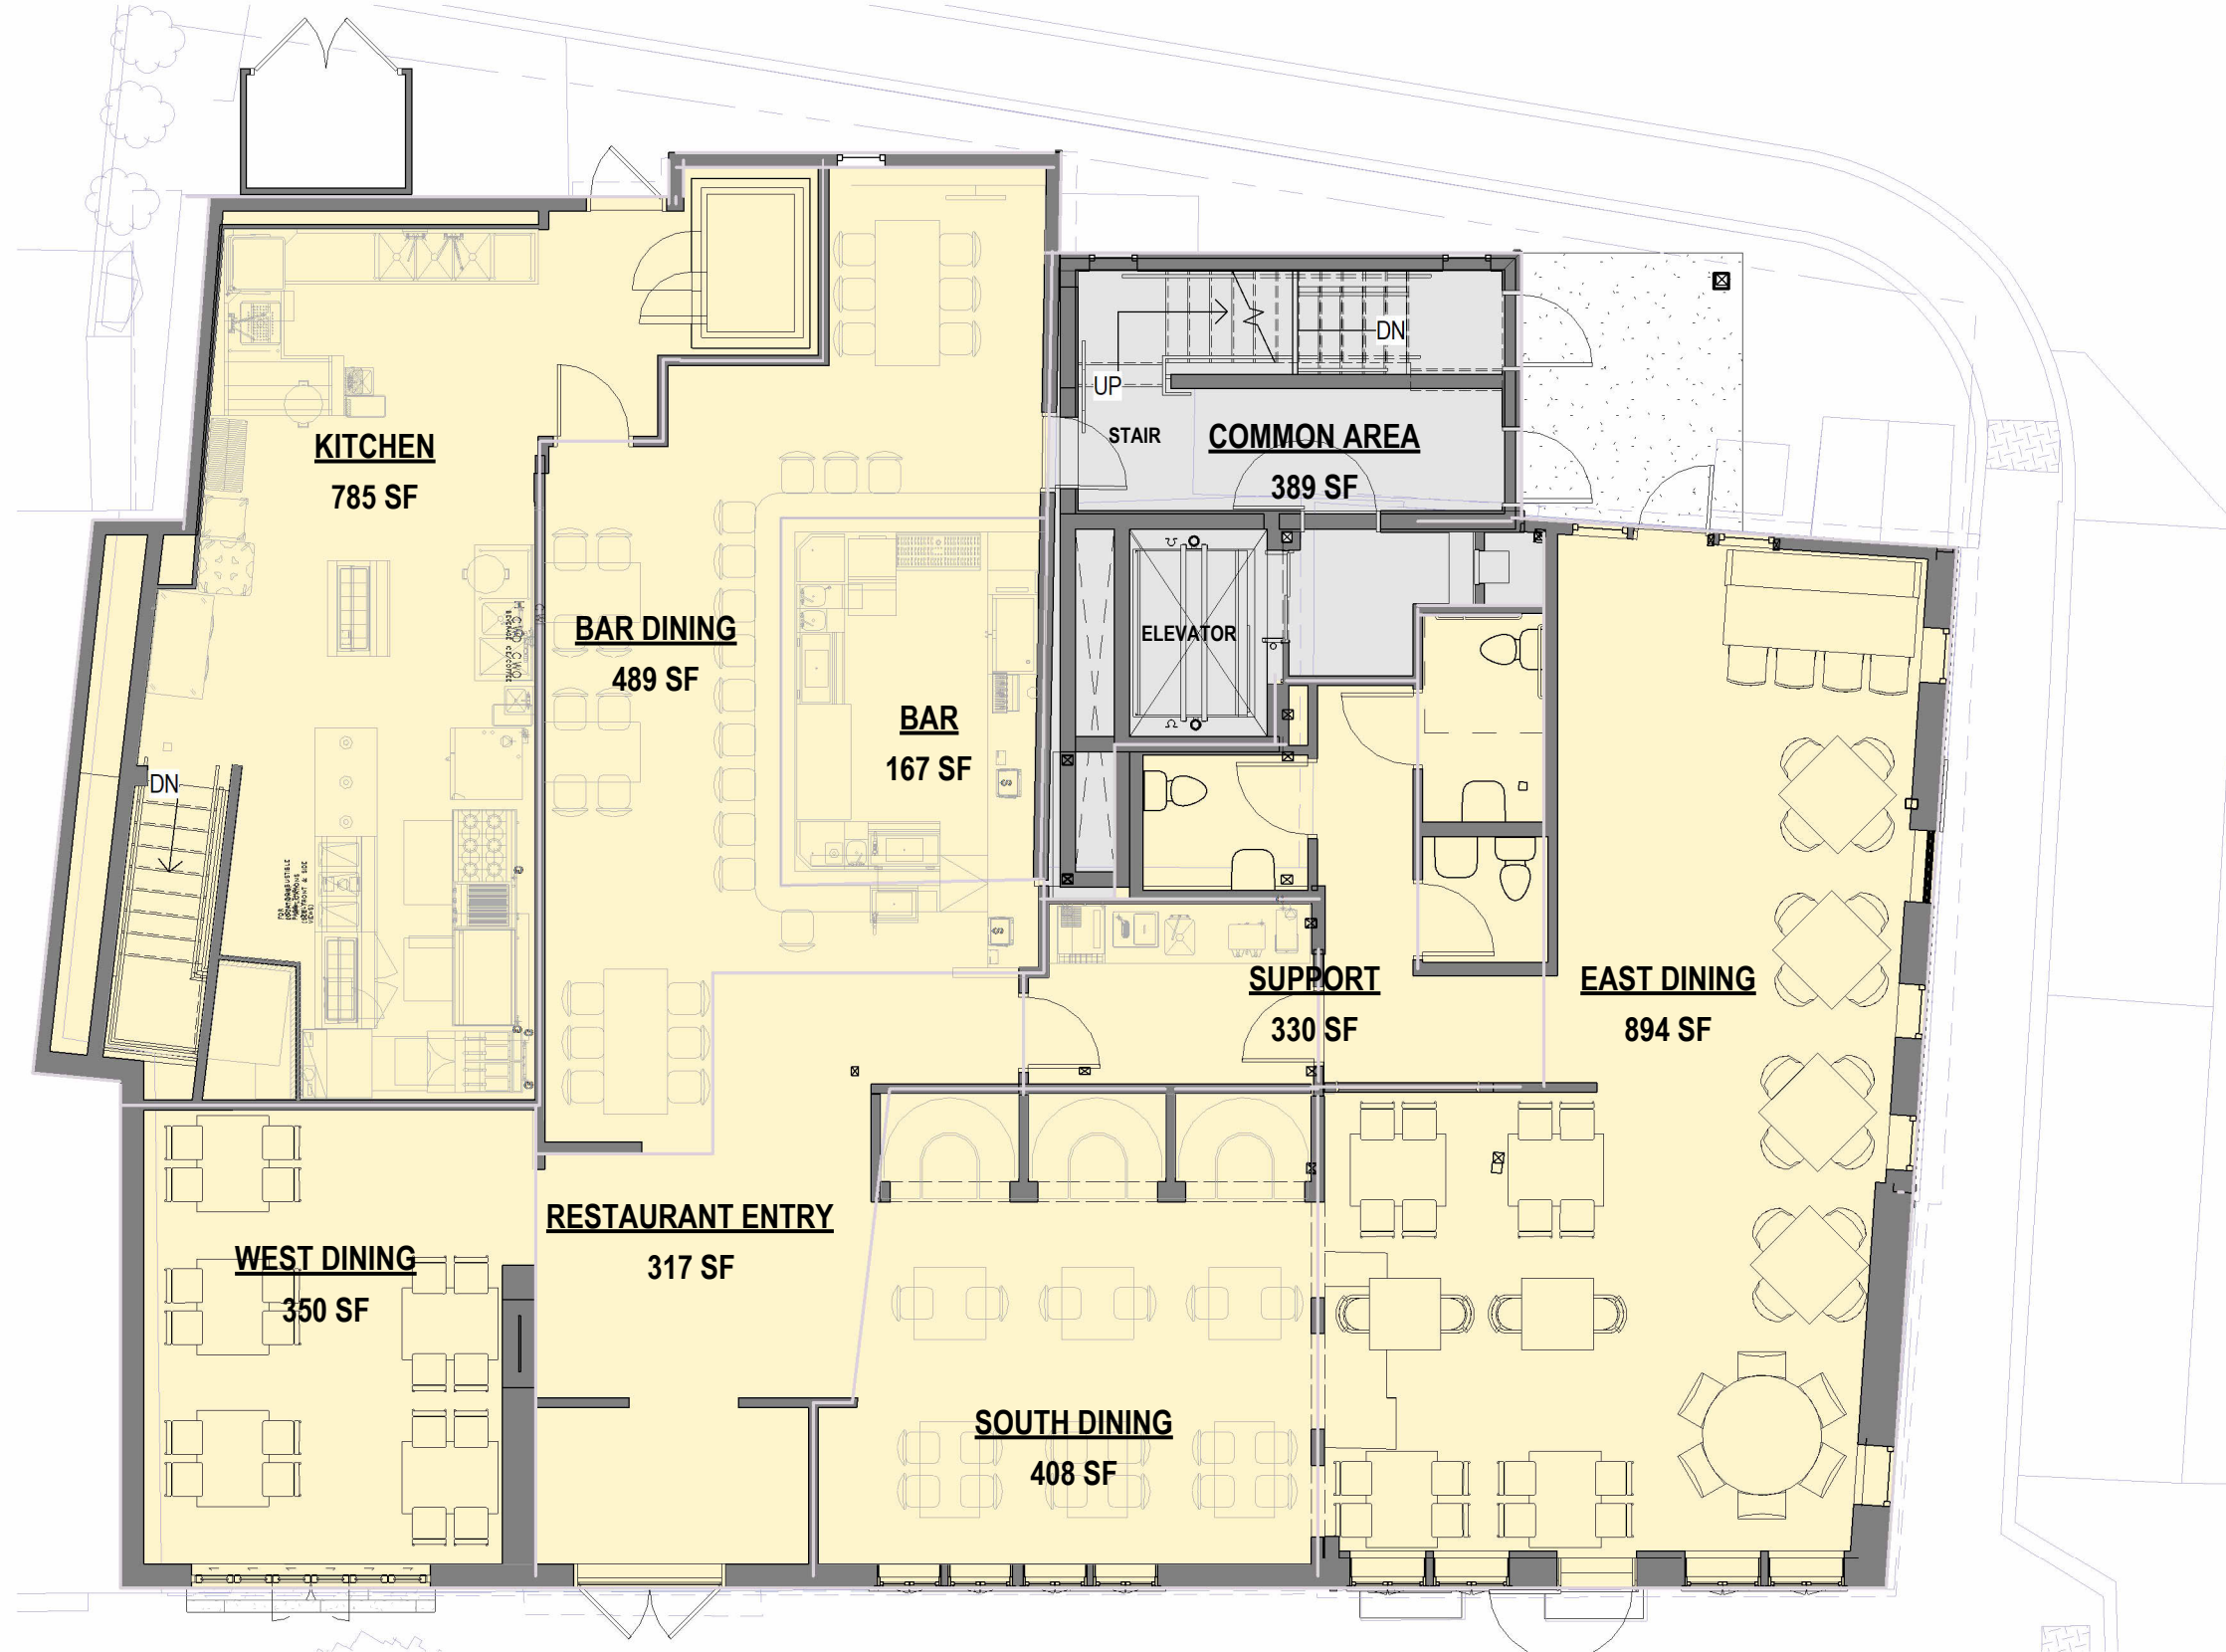 DN
UP
STAIR
COMMON AREA
389 SF
KITCHEN
785 SF
BAR DINING
489 SF
ELEVATOR
BAR
167 SF
DN
SUPPORT
330 SF
EAST DINING
894 SF
RESTAURANT ENTRY
317 SF
WEST DINING
350 SF
SOUTH DINING
408 SF